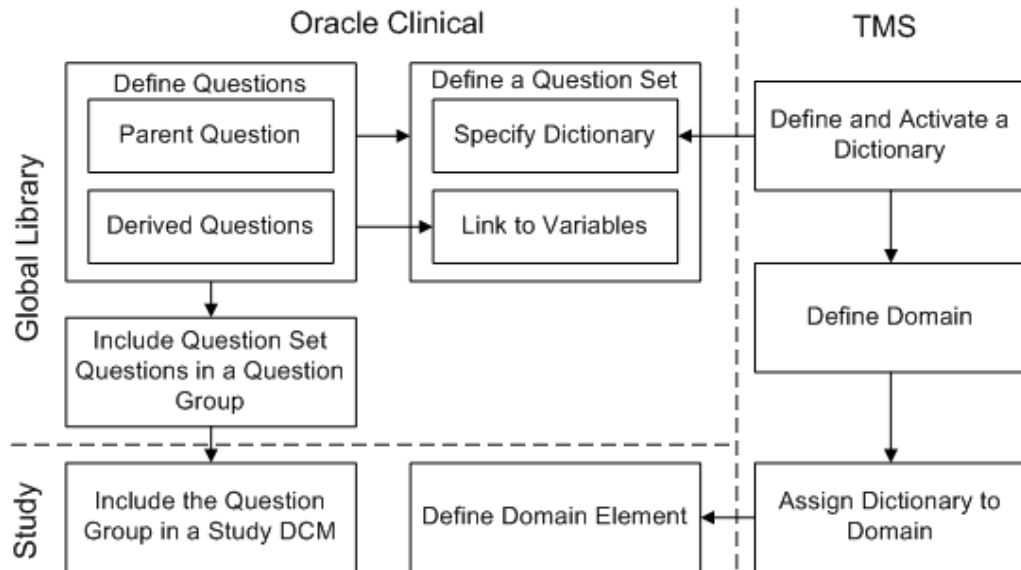 Oracle Clinical
TMS
Global Library
Define Questions
Parent Question
Derived Questions
Define a Question Set
Specify Dictionary
Link to Variables
Define and Activate a
Dictionary
Include Question Set
Questions in a Question
Group
Define Domain
Study
Include the Question
Group in a Study DCM
Define Domain Element
Assign Dictionary to
Domain